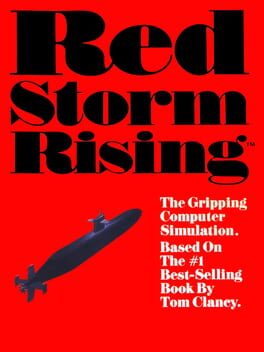 Red
Storm
Rising™
The Gripping
Computer
Simulation.
Based On
The #1
Best-Selling
Book By
Tom Clancy.